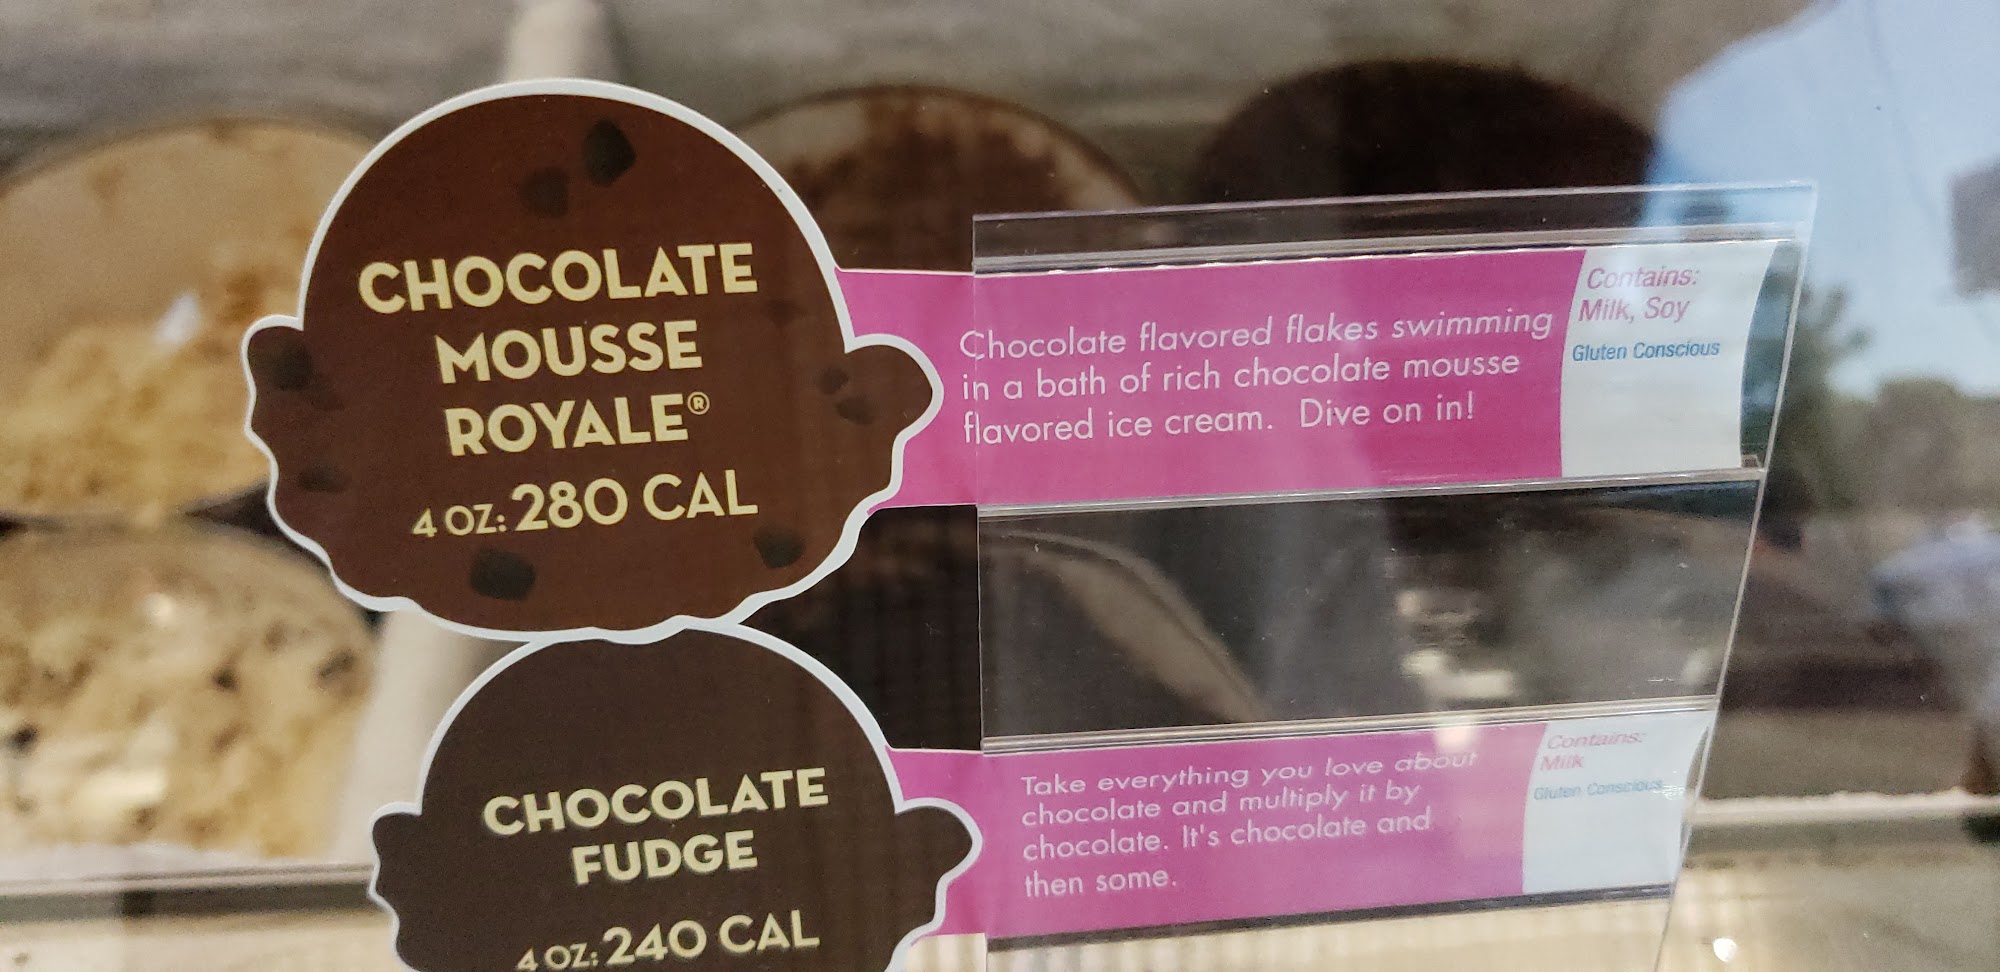 CHOCOLATE
MOUSSE
ROYALE®
4 OZ: 280 CAL
Chocolate flavored flakes swimming
in a bath of rich chocolate mousse
flavored ice cream. Dive on in!
Contains:
Milk, Soy
Gluten Conscious
CHOCOLATE
FUDGE
4 OZ: 240 CAL
Take everything you love about
chocolate and multiply it by
chocolate. It's chocolate and
then some.
Contains:
Milk
Gluten Conscious